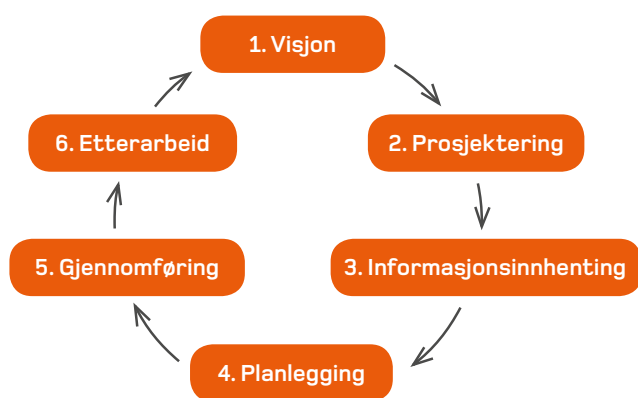 1. Visjon
2. Prosjektering
3. Informasjonsinnhenting
4. Planlegging
5. Gjennomføring
6. Etterarbeid